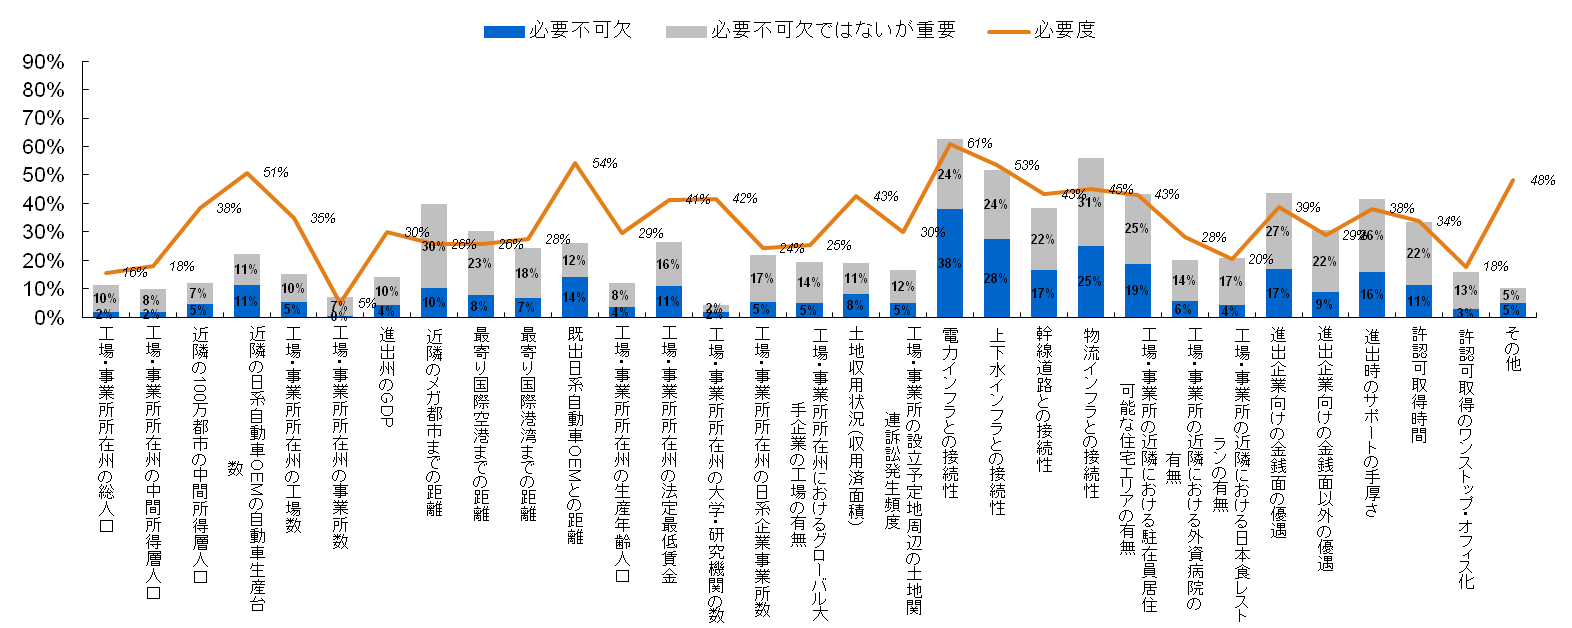 必要不可欠 必要不可欠ではないが重要 必要度
90%
80%
70%
60%
50%
40%
30%
20%
10%
0%
16% 18% 38% 51% 35% 5% 30% 26% 26% 28% 54% 29% 41% 42% 24% 25% 43% 30% 61% 53% 43% 45% 43% 28% 20% 39% 29% 38% 34% 18% 48%
10% 8% 7% 11% 10% 7% 10% 30% 23% 18% 12% 8% 16% 2% 17% 14% 11% 12% 24% 24% 22% 31% 25% 14% 17% 27% 22% 26% 22% 13% 5%
2% 2% 5% 11% 5% 0% 4% 10% 8% 7% 14% 4% 11% 2% 5% 5% 8% 5% 38% 28% 17% 25% 19% 6% 4% 17% 9% 16% 11% 3% 5%
工場・事業所所在州の総人口
工場・事業所所在州の中間所得層人口
近隣の100万都市の中間所得層人口
近隣の日系自動車OEMの自動車生産台
数
工場・事業所所在州の工場数
工場・事業所所在州の事業所数
進出州のGDP
近隣のメガ都市までの距離
最寄り国際空港までの距離
最寄り国際港湾までの距離
既出日系自動車OEMとの距離
工場・事業所所在州の生産年齢人口
工場・事業所所在州の法定最低賃金
工場・事業所所在州の大学・研究機関の数
工場・事業所所在州の日系企業事業所数
工場・事業所所在州におけるグローバル大
手企業の工場の有無
土地収用状況(収用済面積)
工場・事業所の設立予定地周辺の土地関
連訴訟発生頻度
電力インフラとの接続性
上下水インフラとの接続性
幹線道路との接続性
物流インフラとの接続性
工場・事業所の近隣における駐在員居住
可能な住宅エリアの有無
工場・事業所の近隣における外資病院の
有無
工場・事業所の近隣における日本食レスト
ランの有無
進出企業向けの金銭面の優遇
進出企業向けの金銭面以外の優遇
進出時のサポートの手厚さ
許認可取得時間
許認可取得のワンストップ・オフィス化
その他